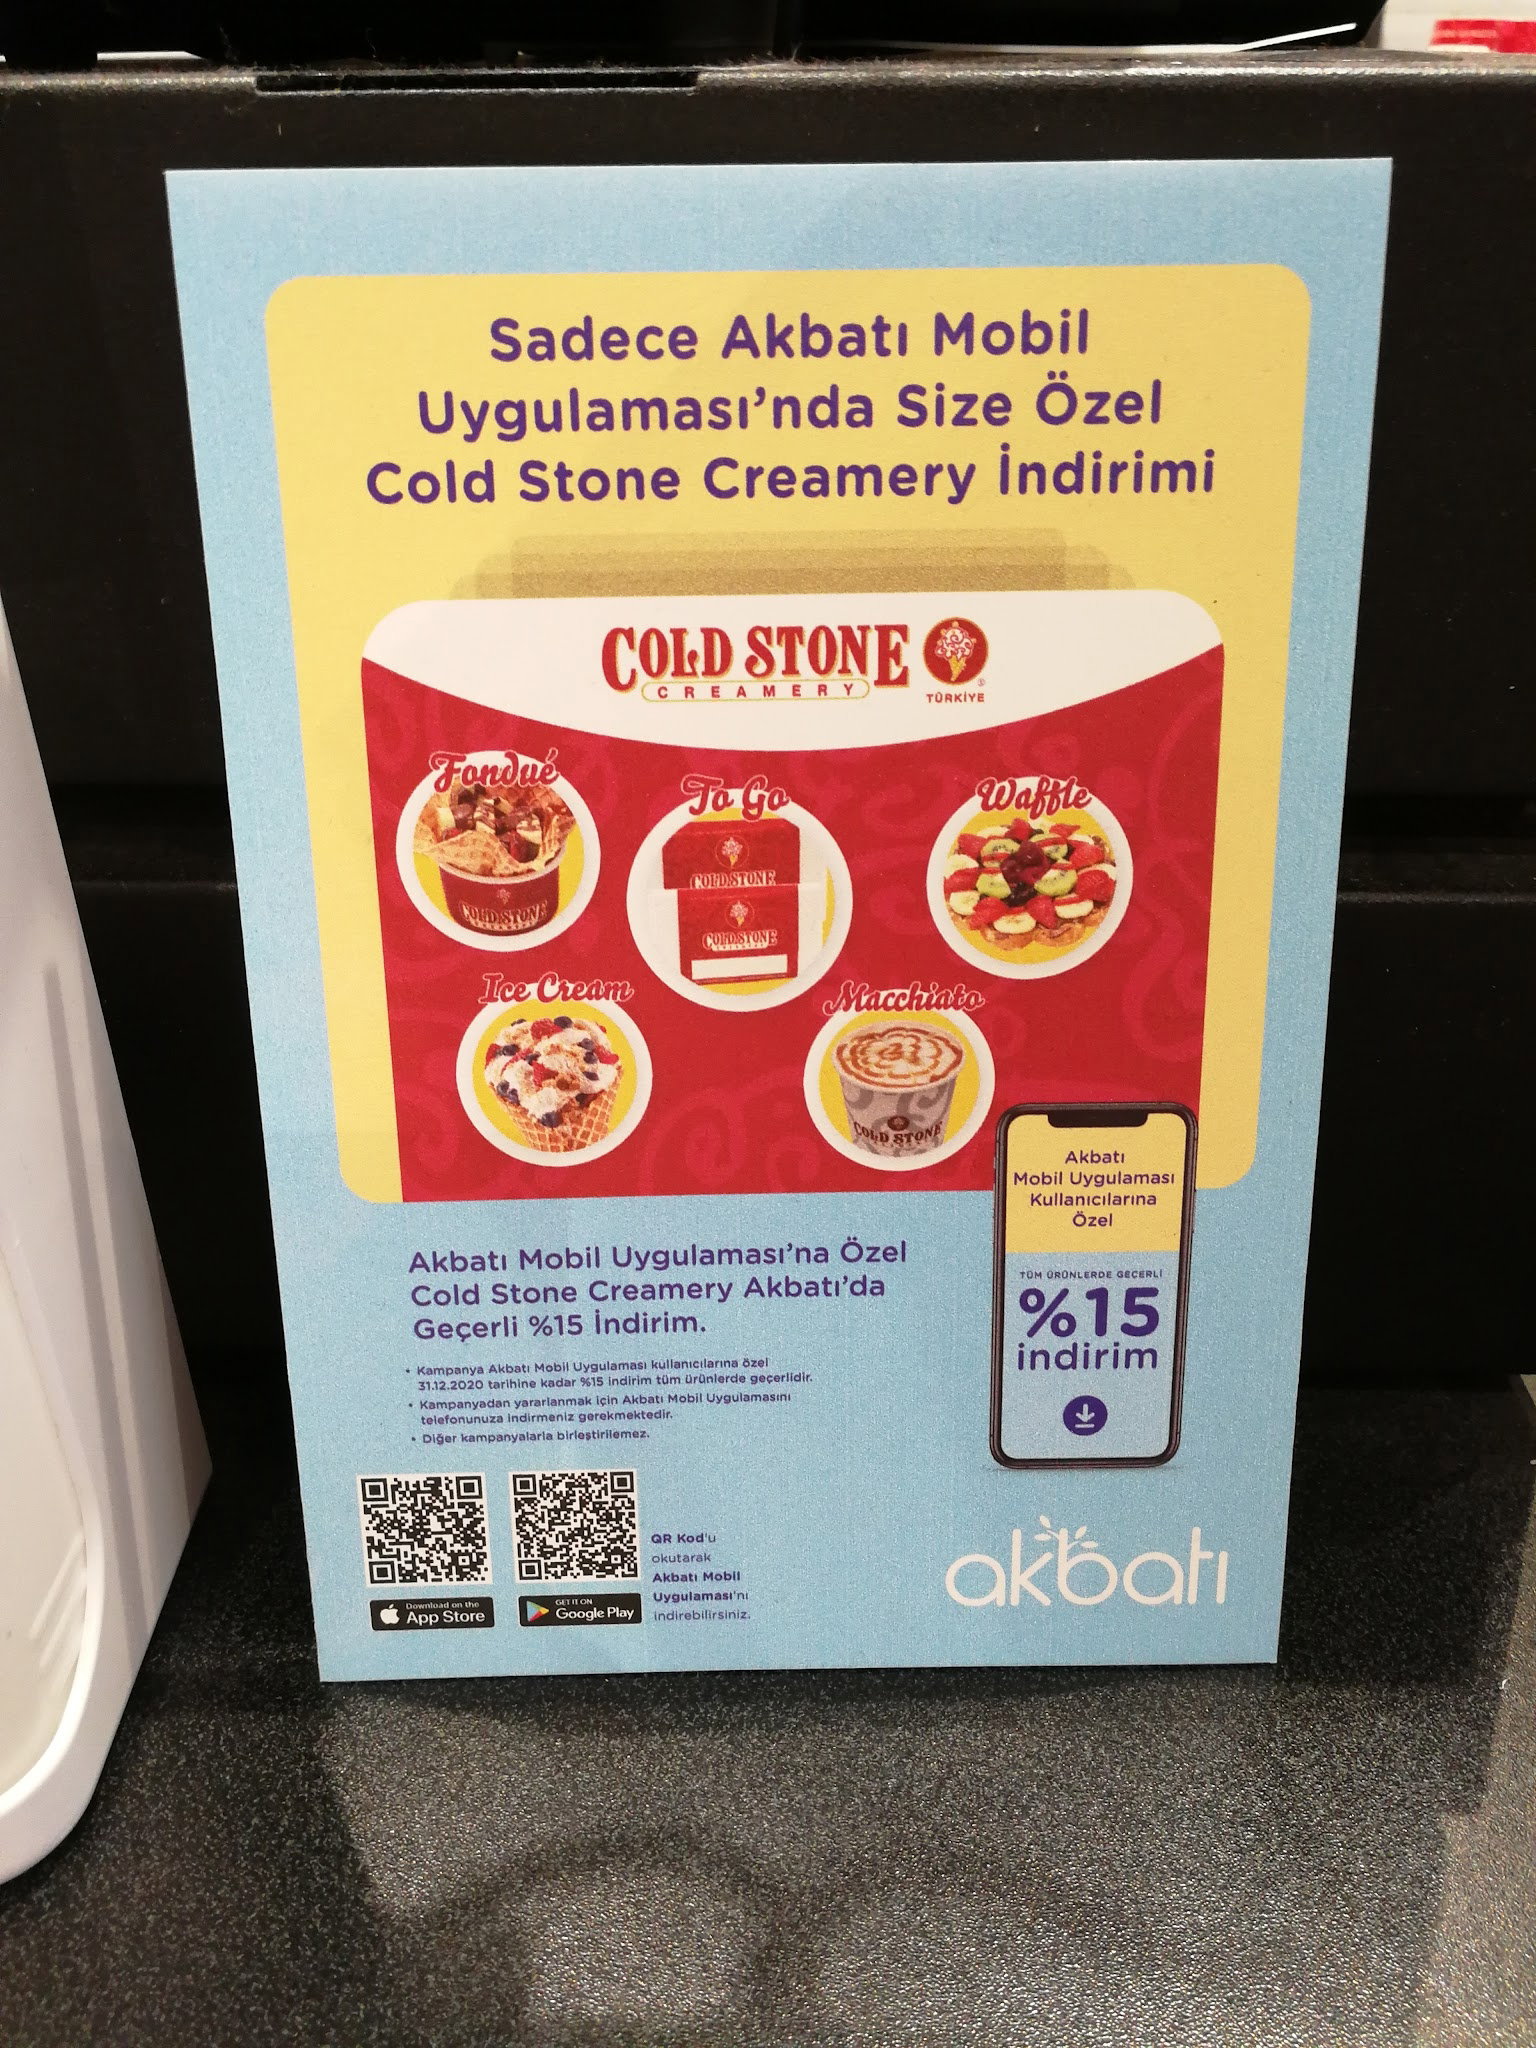 Sadece Akbatı Mobil
Uygulaması'nda Size Özel
Cold Stone Creamery İndirimi
COLD STONE
CREAMERY
TÜRKİYE
Fondué
To Go
Waffle
COLD STONE
COLD STONE
COLD STONE
Ice Cream
Macchiato
COLD STONE
Akbatı
Mobil Uygulaması
Kullanıcılarına
Özel
TÜM ÜRÜNLERDE GEÇERLİ
%15
indirim
Akbatı Mobil Uygulaması'na Özel
Cold Stone Creamery Akbatı'da
Geçerli %15 İndirim.
• Kampanya Akbatı Mobil Uygulaması kullanıcılarına özel
31.12.2020 tarihine kadar %15 indirim tüm ürünlerde geçerlidir.
• Kampanyadan yararlanmak için Akbatı Mobil Uygulamasını
telefonunuza indirmeniz gerekmektedir.
• Diğer kampanyalarla birleştirilemez.
QR Kod'u
okutarak
Akbatı Mobil
Uygulaması'nı
indirebilirsiniz.
Download on the
App Store
GET IT ON
Google Play
akbatı